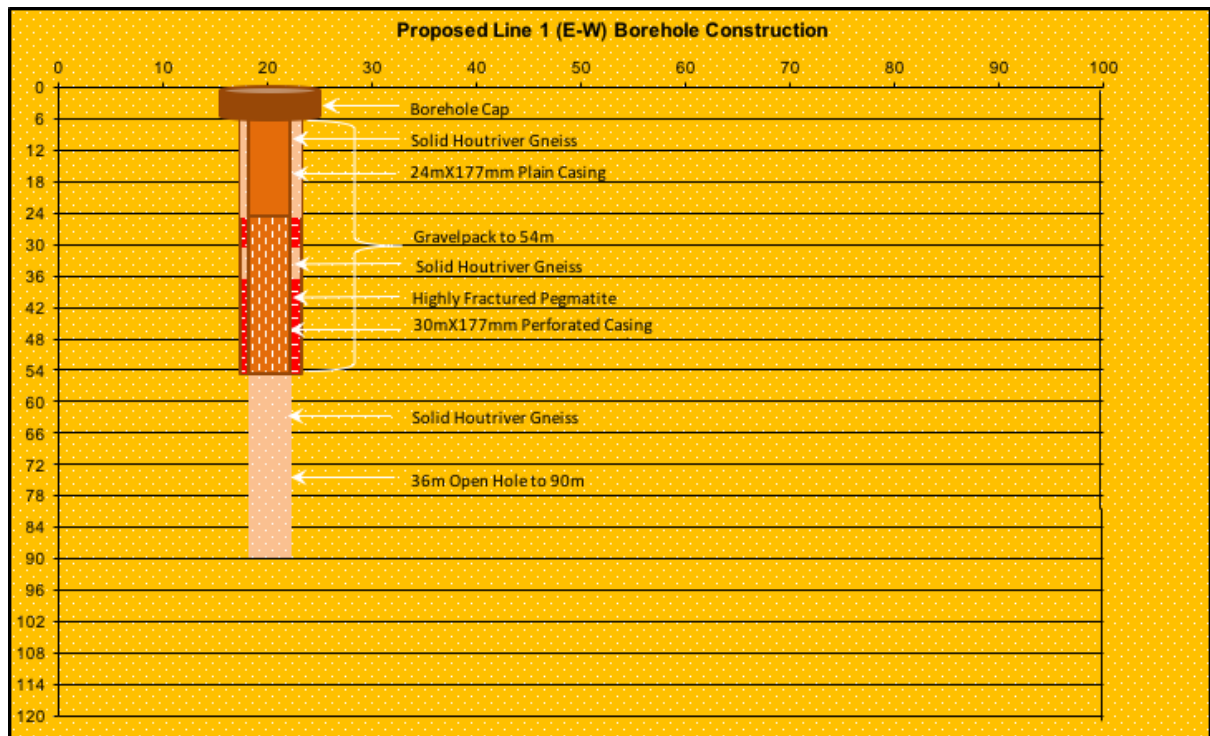 Proposed Line 1 (E-W) Borehole Construction
0 10 20 30 40 50 60 70 80 90 100
0
6
12
18
24
30
36
42
48
54
60
66
72
78
84
90
96
102
108
114
120
Borehole Cap
Solid Houtriver Gneiss
24mX177mm Plain Casing
Gravelpack to 54m
Solid Houtriver Gneiss
Highly Fractured Pegmatite
30mX177mm Perforated Casing
Solid Houtriver Gneiss
36m Open Hole to 90m